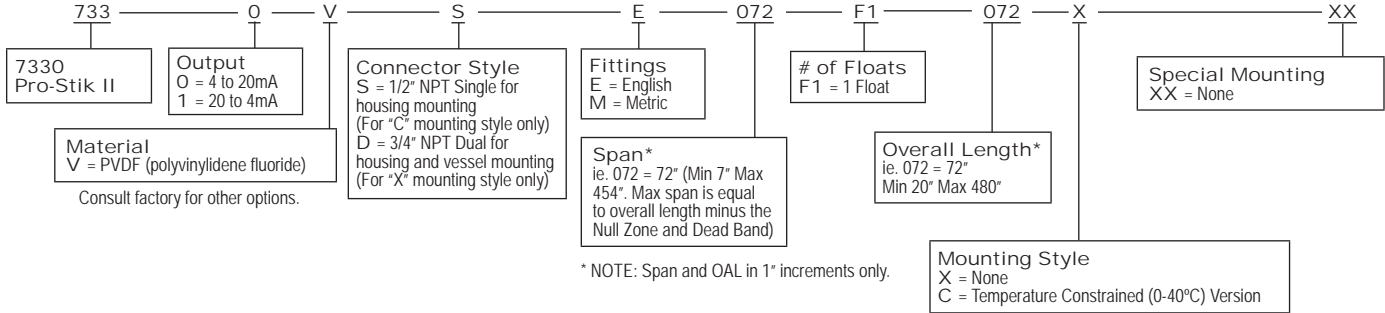 733 0 V S E 072 F1 072 X XX
7330
Pro-Stik II
Output
0 = 4 to 20mA
1 = 20 to 4mA
Material
V = PVDF (polyvinylidene fluoride)
Consult factory for other options.
Connector Style
S = 1/2" NPT Single for
housing mounting
(For "C" mounting style only)
D = 3/4" NPT Dual for
housing and vessel mounting
(For "X" mounting style only)
Fittings
E = English
M = Metric
Span*
ie. 072 = 72" (Min 7" Max
454". Max span is equal
to overall length minus the
Null Zone and Dead Band)
* NOTE: Span and OAL in 1" increments only.
# of Floats
F1 = 1 Float
Overall Length*
ie. 072 = 72"
Min 20" Max 480"
Mounting Style
X = None
C = Temperature Constrained (0-40ºC) Version
Special Mounting
XX = None